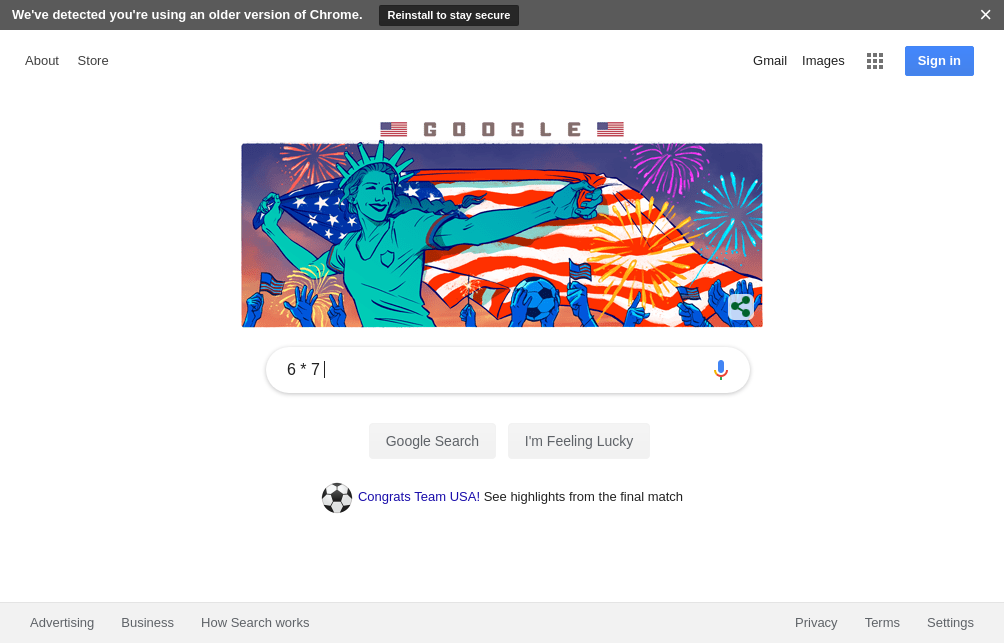 We've detected you're using an older version of Chrome. Reinstall to stay secure
About Store Gmail Images Sign in
GOOGLE
6 * 7
Google Search I'm Feeling Lucky
Congrats Team USA! See highlights from the final match
Advertising Business How Search works Privacy Terms Settings